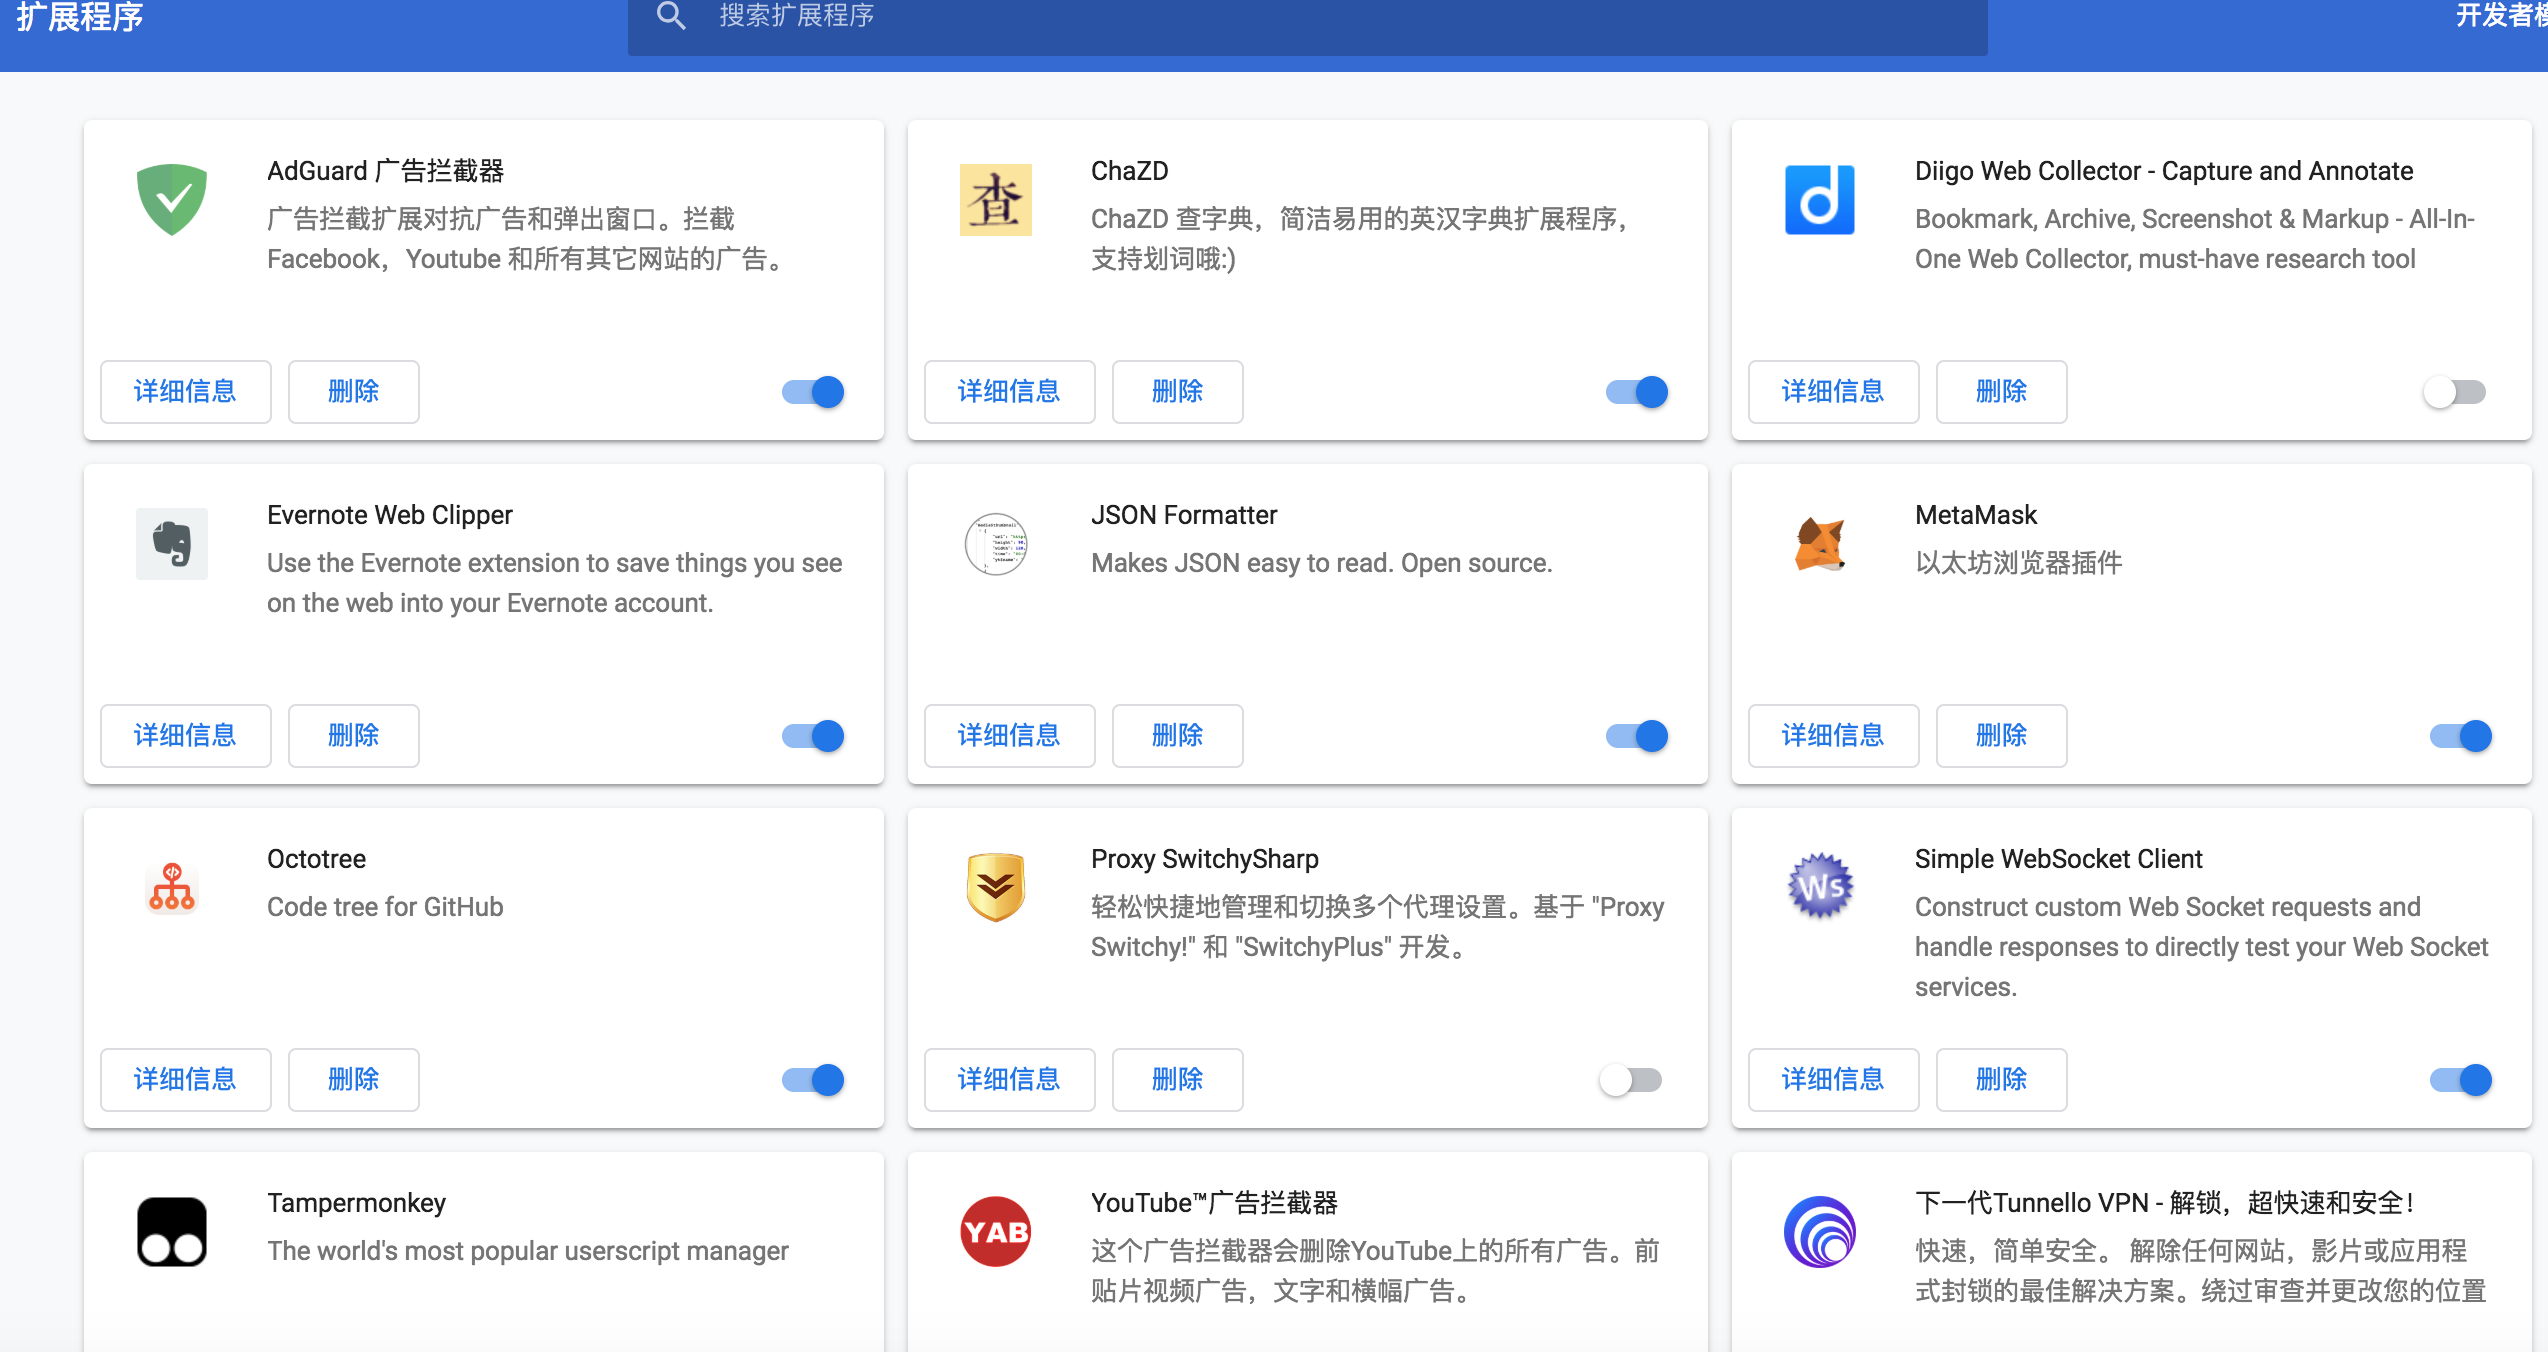 扩展程序
搜索扩展程序
开发者模
AdGuard 广告拦截器
广告拦截扩展对抗广告和弹出窗口。拦截
Facebook，Youtube 和所有其它网站的广告。
详细信息
删除
查
ChaZD
ChaZD 查字典，简洁易用的英汉字典扩展程序，
支持划词哦:)
详细信息
删除
d
Diigo Web Collector - Capture and Annotate
Bookmark, Archive, Screenshot & Markup - All-In-
One Web Collector, must-have research tool
详细信息
删除
Evernote Web Clipper
Use the Evernote extension to save things you see
on the web into your Evernote account.
详细信息
删除
JSON Formatter
Makes JSON easy to read. Open source.
详细信息
删除
MetaMask
以太坊浏览器插件
详细信息
删除
Octotree
Code tree for GitHub
详细信息
删除
Proxy SwitchySharp
轻松快捷地管理和切换多个代理设置。基于 "Proxy
Switchy!" 和 "SwitchyPlus" 开发。
详细信息
删除
Ws
Simple WebSocket Client
Construct custom Web Socket requests and
handle responses to directly test your Web Socket
services.
详细信息
删除
Tampermonkey
The world's most popular userscript manager
YAB
YouTube™广告拦截器
这个广告拦截器会删除YouTube上的所有广告。前
贴片视频广告，文字和横幅广告。
下一代Tunnello VPN - 解锁，超快速和安全！
快速，简单安全。 解除任何网站，影片或应用程
式封锁的最佳解决方案。绕过审查并更改您的位置